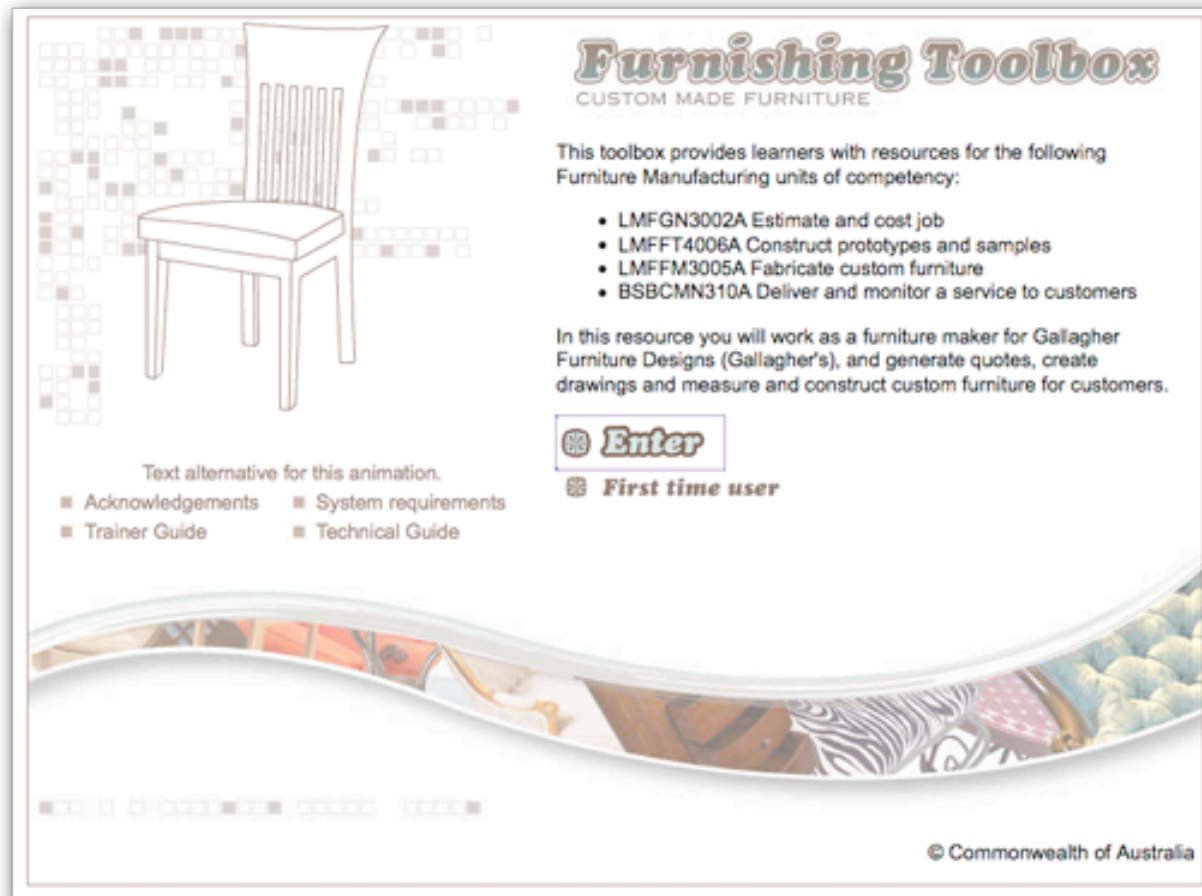 Furnishing Toolbox
CUSTOM MADE FURNITURE
This toolbox provides learners with resources for the following
Furniture Manufacturing units of competency:
• LMFGN3002A Estimate and cost job
• LMFFT4006A Construct prototypes and samples
• LMFFM3005A Fabricate custom furniture
• BSBCMN310A Deliver and monitor a service to customers
In this resource you will work as a furniture maker for Gallagher
Furniture Designs (Gallagher's), and generate quotes, create
drawings and measure and construct custom furniture for customers.
Enter
First time user
Text alternative for this animation.
Acknowledgements
System requirements
Trainer Guide
Technical Guide
© Commonwealth of Australia